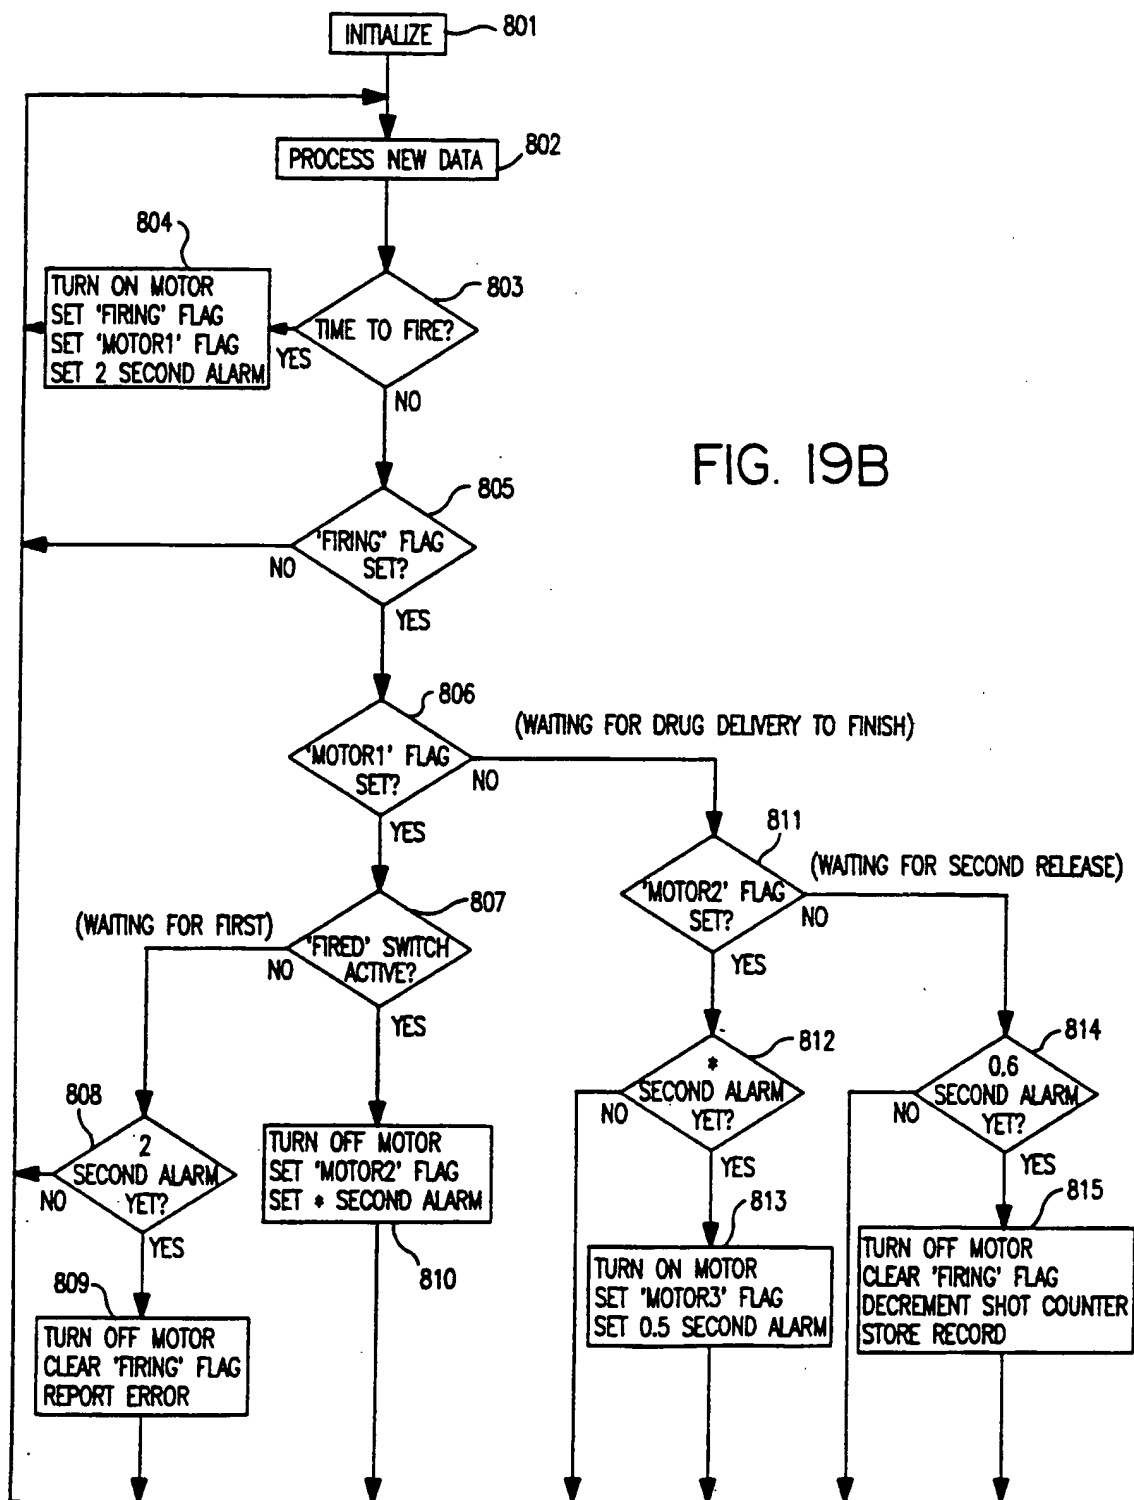 INITIALIZE
801
PROCESS NEW DATA
802
804
TURN ON MOTOR
SET 'FIRING' FLAG
SET 'MOTOR1' FLAG
SET 2 SECOND ALARM
803
TIME TO FIRE?
YES
NO
FIG. 19B
805
'FIRING' FLAG
SET?
NO
YES
806
'MOTOR1' FLAG
SET?
(WAITING FOR DRUG DELIVERY TO FINISH)
NO
YES
811
'MOTOR2' FLAG
SET?
(WAITING FOR SECOND RELEASE)
NO
YES
807
(WAITING FOR FIRST)
'FIRED' SWITCH
ACTIVE?
NO
YES
812
*
SECOND ALARM
YET?
NO
YES
814
0.6
SECOND ALARM
YET?
NO
YES
808
2
SECOND ALARM
YET?
NO
YES
TURN OFF MOTOR
SET 'MOTOR2' FLAG
SET * SECOND ALARM
810
813
TURN ON MOTOR
SET 'MOTOR3' FLAG
SET 0.5 SECOND ALARM
815
TURN OFF MOTOR
CLEAR 'FIRING' FLAG
DECREMENT SHOT COUNTER
STORE RECORD
809
TURN OFF MOTOR
CLEAR 'FIRING' FLAG
REPORT ERROR